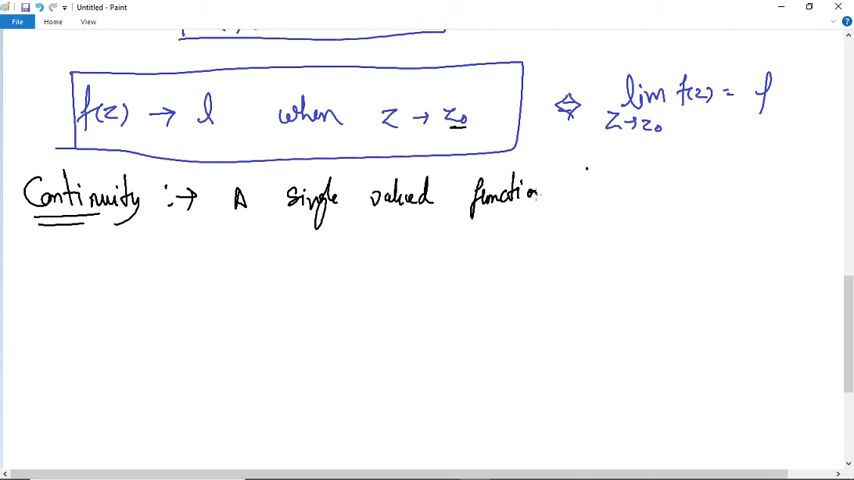 Untitled - Paint
File Home View
f(z) → l when z → z₀ ⇔ lim f(z) = l
z→z₀
Continuity :→ A single valued function